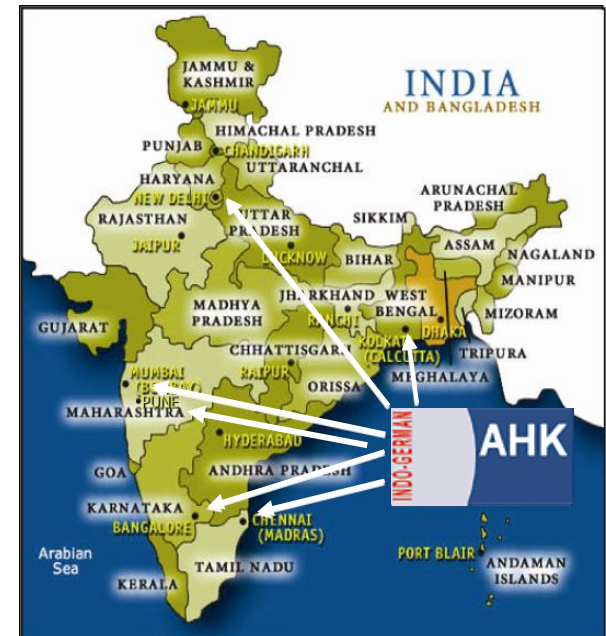 INDIA
AND BANGLADESH
JAMMU &
KASHMIR
JAMMU
HIMACHAL PRADESH
PUNJAB
CHANDIGARH
UTTARANCHAL
HARYANA
NEW DELHI
ARUNACHAL
PRADESH
RAJASTHAN
UTTAR
PRADESH
SIKKIM
JAIPUR
LUCKNOW
ASSAM
NAGALAND
BIHAR
MANIPUR
JHARKHAND
WEST
BENGAL
MADHYA
PRADESH
RANCHI
MIZORAM
GUJARAT
DHAKA
KOLKATA
(CALCUTTA)
TRIPURA
CHHATTISGARH
RAIPUR
MEGHALAYA
MUMBAI
(BOMBAY)
ORISSA
PUNE
MAHARASHTRA
HYDERABAD
INDO-GERMAN
AHK
GOA
ANDHRA PRADESH
KARNATAKA
BANGALORE
CHENNAI
(MADRAS)
Arabian
Sea
PORT BLAIR
ANDAMAN
ISLANDS
TAMIL NADU
KERALA